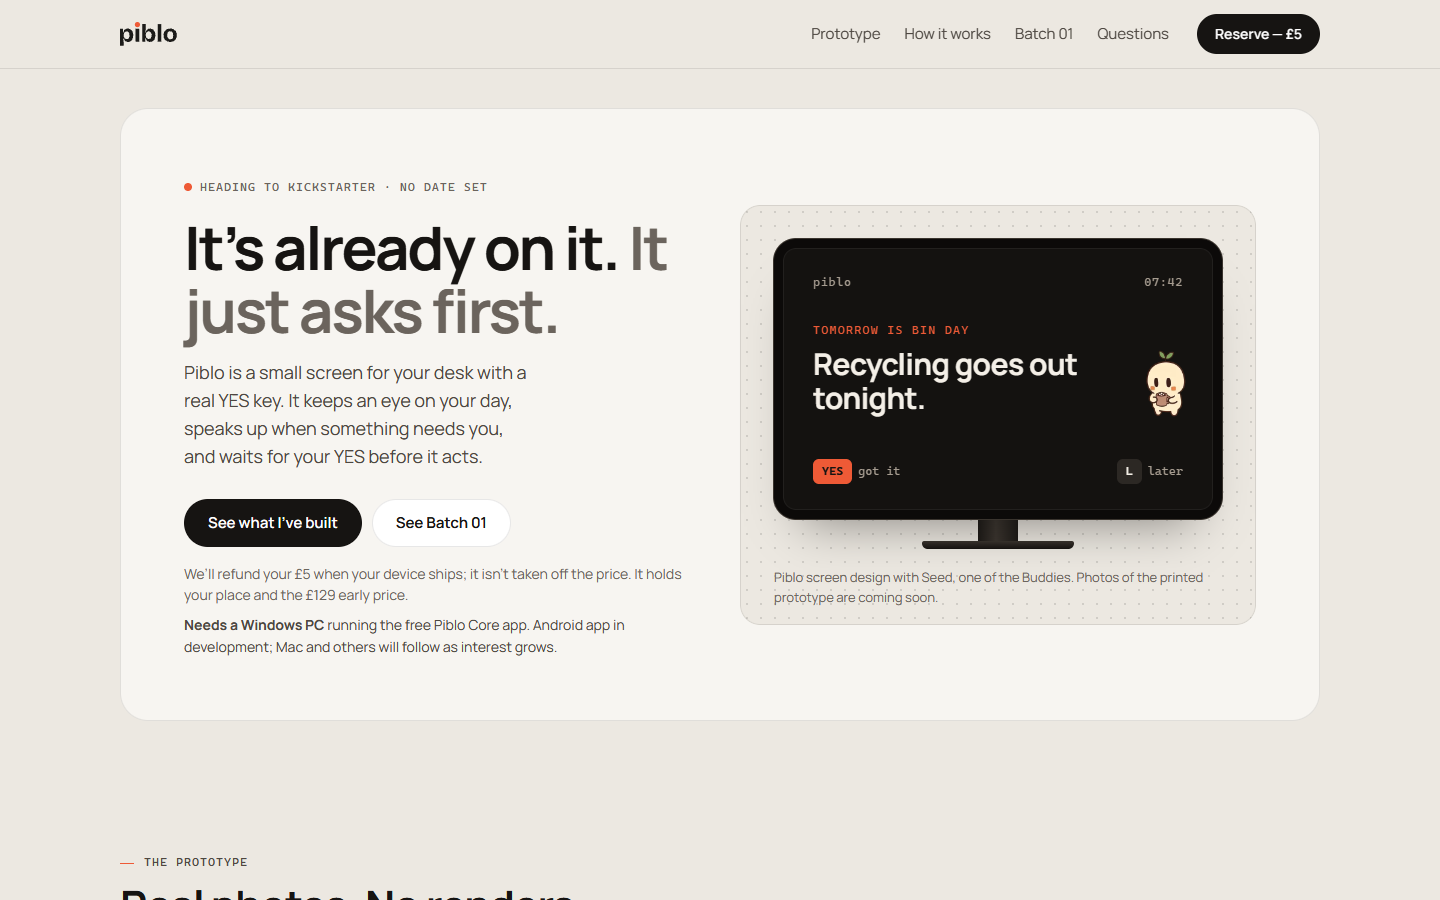 piblo
Prototype
How it works
Batch 01
Questions
Reserve — £5
HEADING TO KICKSTARTER · NO DATE SET
It’s already on it. It
just asks first.
Piblo is a small screen for your desk with a
real YES key. It keeps an eye on your day,
speaks up when something needs you,
and waits for your YES before it acts.
See what I’ve built
See Batch 01
We’ll refund your £5 when your device ships; it isn’t taken off the price. It holds
your place and the £129 early price.
Needs a Windows PC running the free Piblo Core app. Android app in
development; Mac and others will follow as interest grows.
piblo
07:42
TOMORROW IS BIN DAY
Recycling goes out
tonight.
YES got it
L later
Piblo screen design with Seed, one of the Buddies. Photos of the printed
prototype are coming soon.
— THE PROTOTYPE
Real photos. No renders.